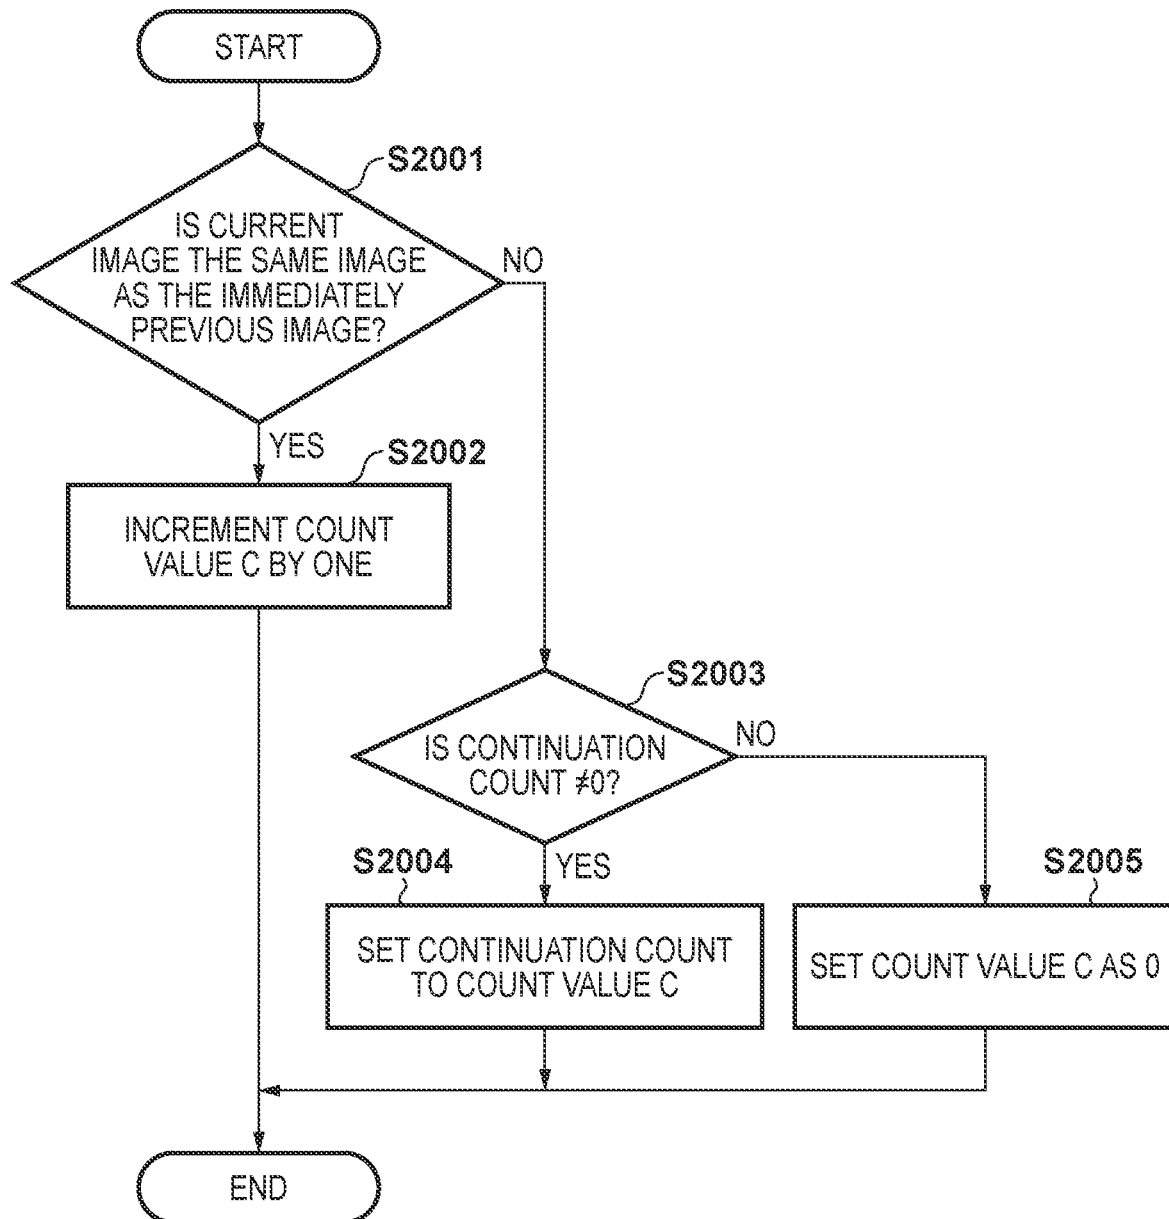 START
S2001
IS CURRENT
IMAGE THE SAME IMAGE
AS THE IMMEDIATELY
PREVIOUS IMAGE?
NO
YES
S2002
INCREMENT COUNT
VALUE C BY ONE
S2003
IS CONTINUATION
COUNT ≠0?
NO
YES
S2004
SET CONTINUATION COUNT
TO COUNT VALUE C
S2005
SET COUNT VALUE C AS 0
END